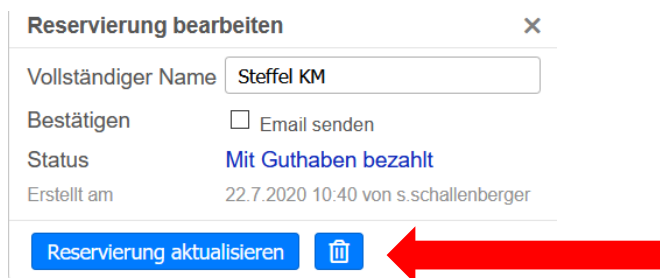 Reservierung bearbeiten ×
Vollständiger Name Steffel KM
Bestätigen Email senden
Status Mit Guthaben bezahlt
Erstellt am 22.7.2020 10:40 von s.schallenberger
Reservierung aktualisieren